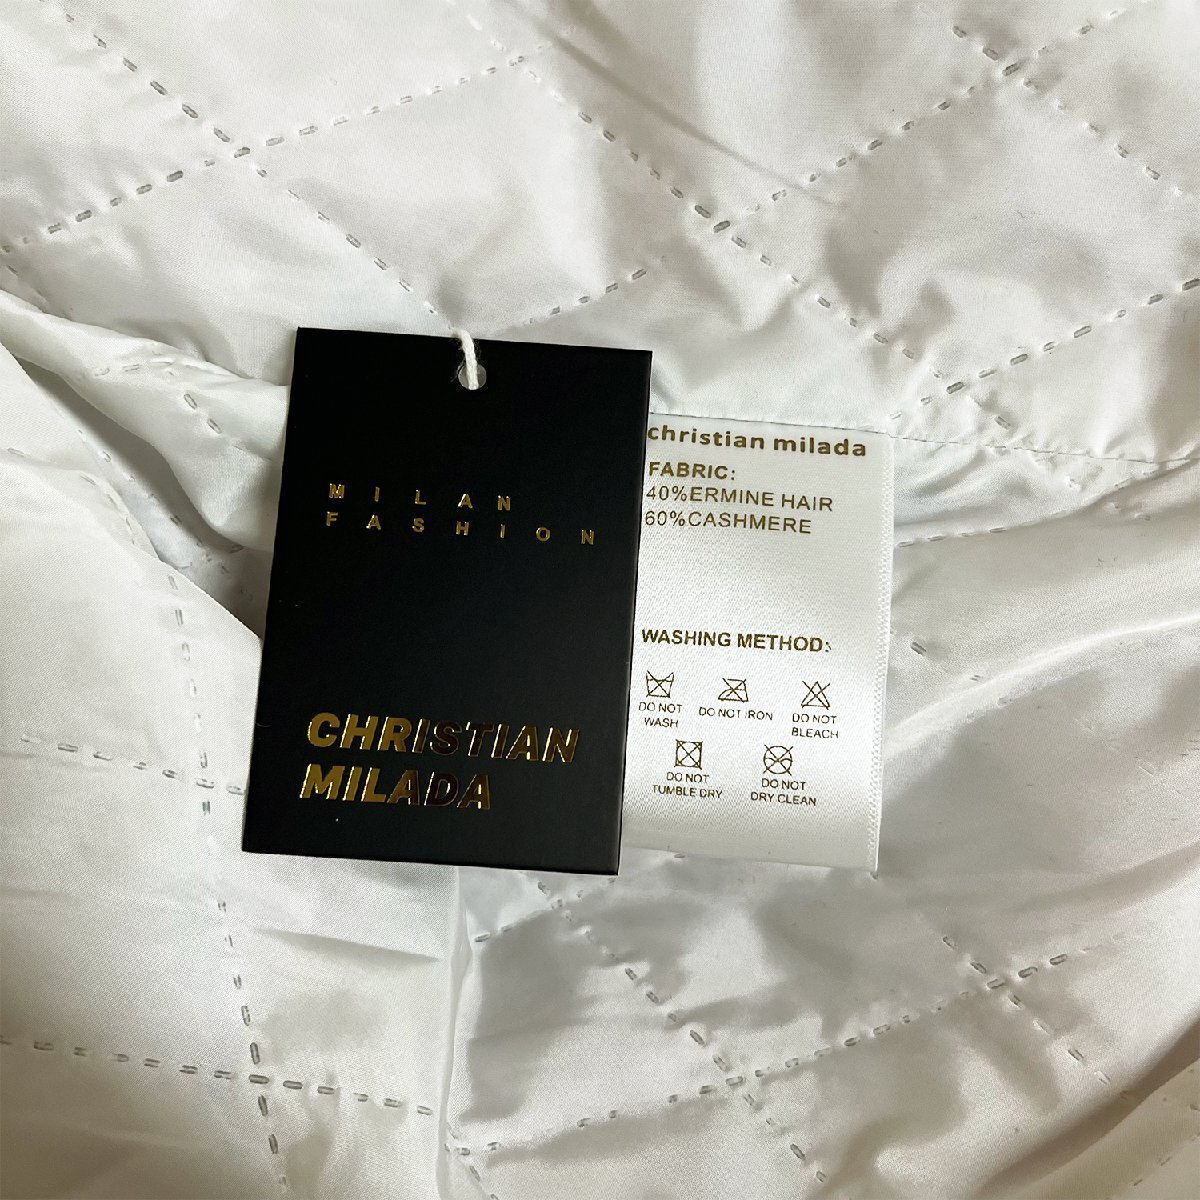 MILAN
FASHION
CHRISTIAN
MILADA
christian milada
FABRIC:
40%ERMINE HAIR
60%CASHMERE
WASHING METHOD:
DO NOT
WASH
DO NOT IRON
DO NOT
BLEACH
DO NOT
TUMBLE DRY
DO NOT
DRY CLEAN